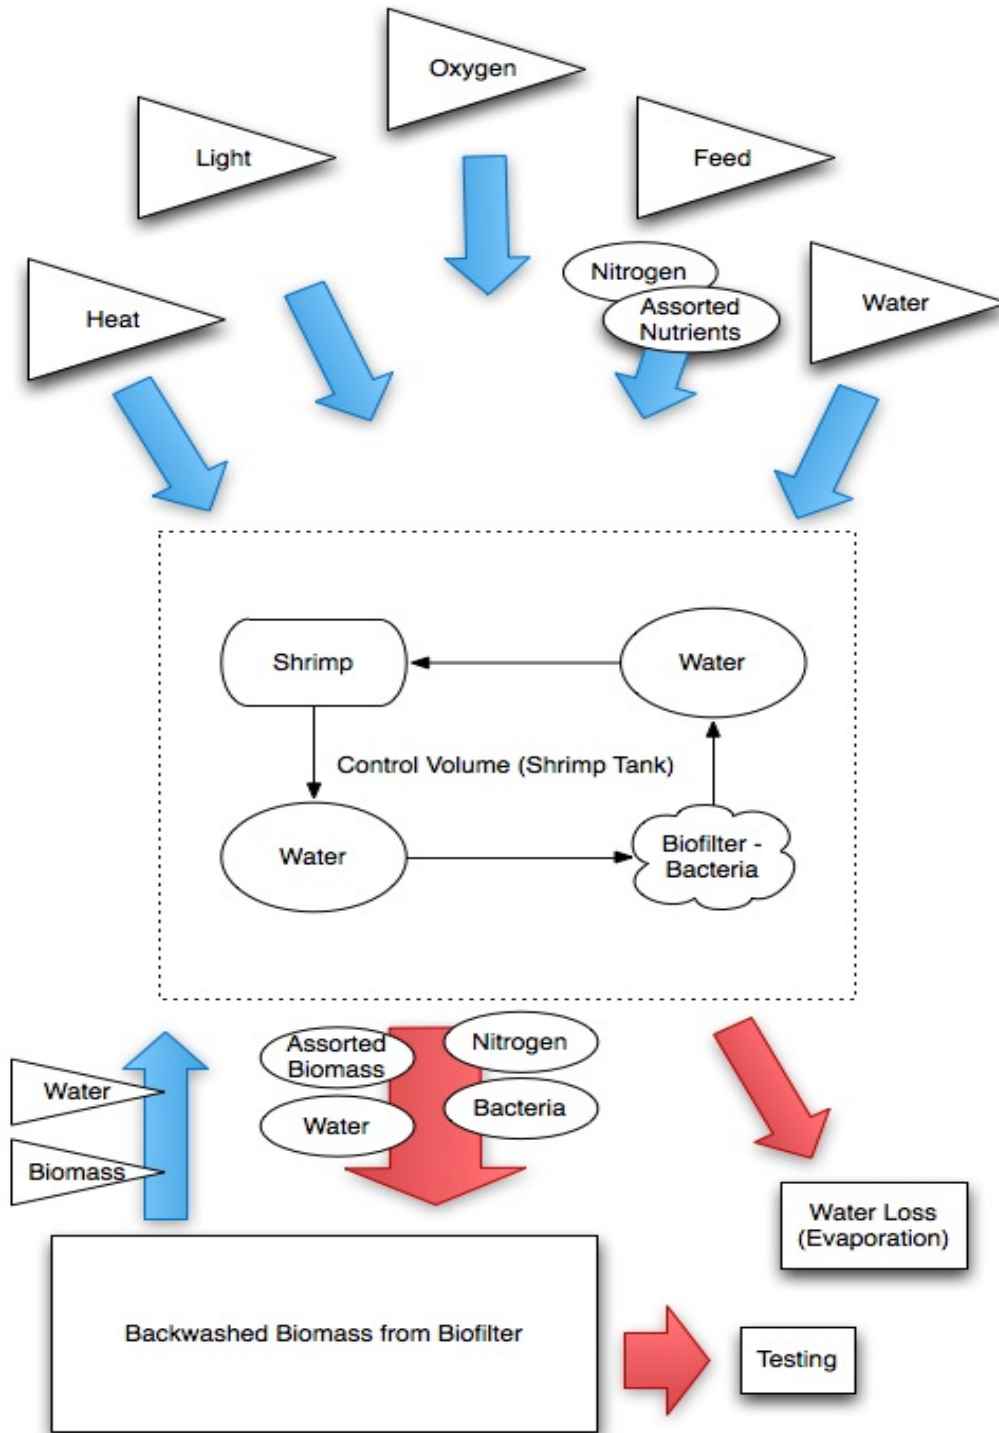 Oxygen
Light
Feed
Nitrogen
Assorted
Nutrients
Heat
Water
Shrimp
Water
Control Volume (Shrimp Tank)
Water
Biofilter -
Bacteria
Assorted
Biomass
Nitrogen
Water
Water
Bacteria
Biomass
Water Loss
(Evaporation)
Backwashed Biomass from Biofilter
Testing